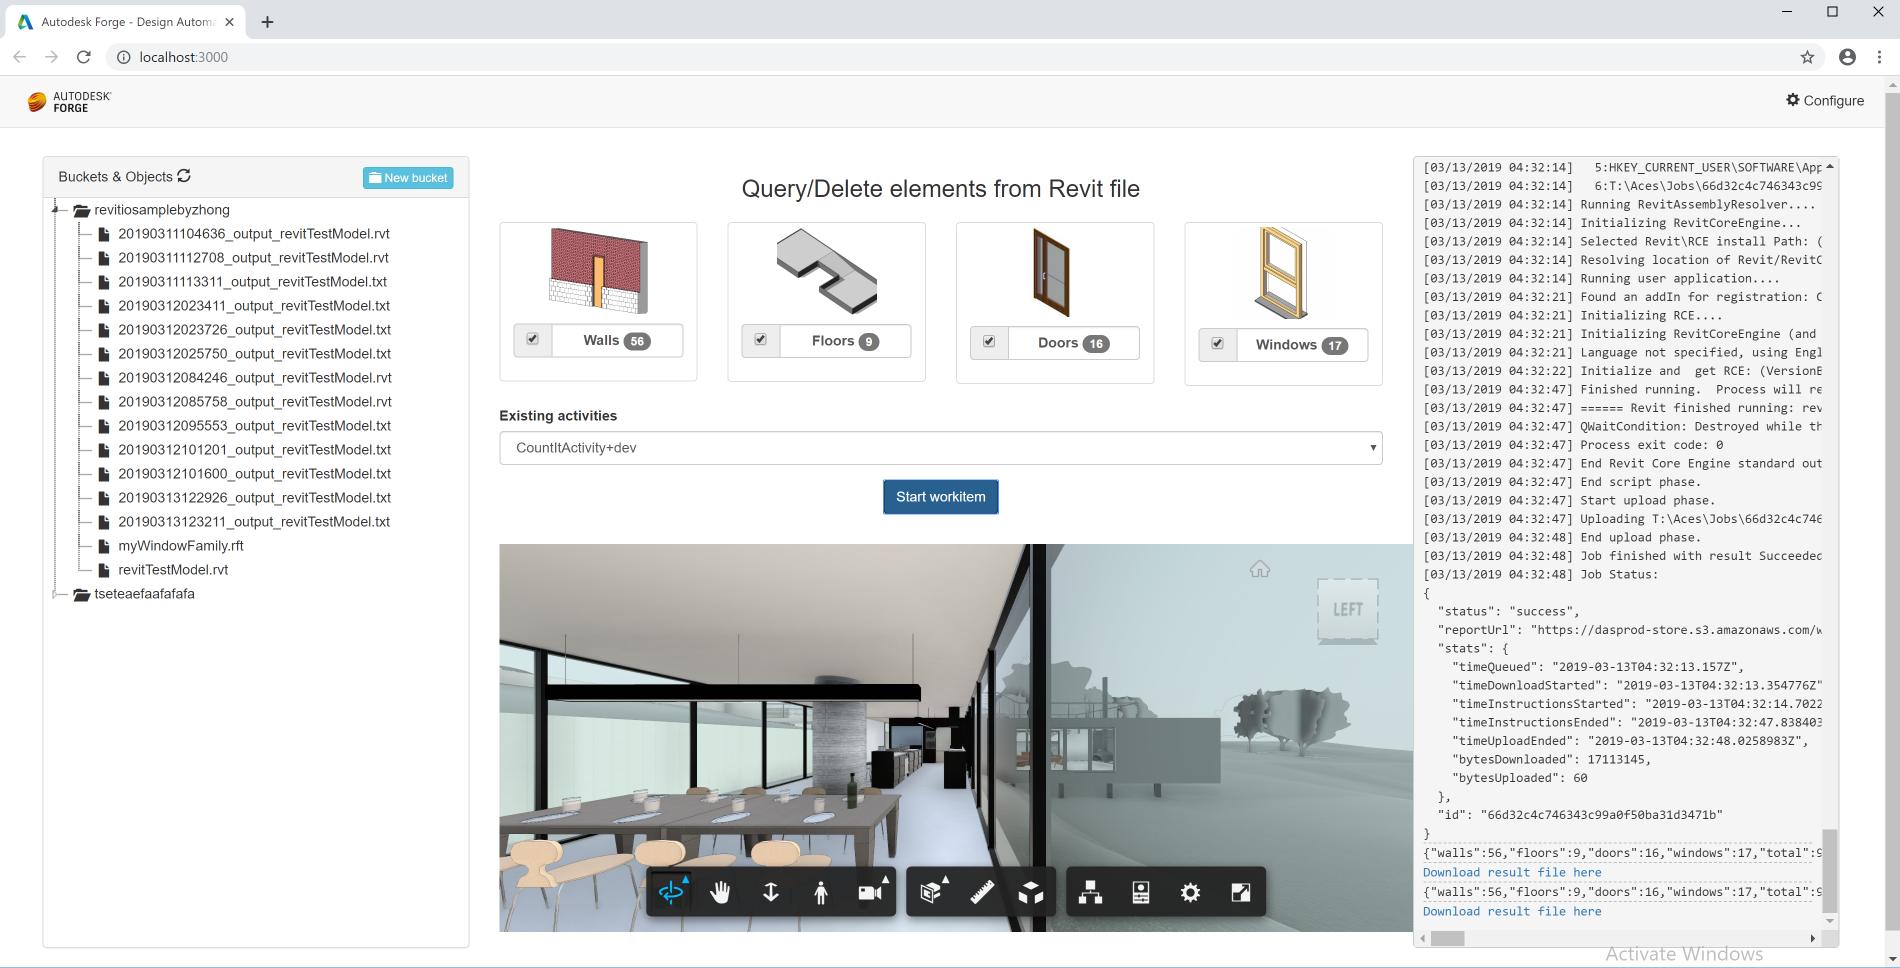 Autodesk Forge - Design Autom
localhost:3000
AUTODESK
FORGE
Configure
Buckets & Objects
New bucket
revitiosamplebyzhong
20190311104636_output_revitTestModel.rvt
20190311112708_output_revitTestModel.rvt
20190311113311_output_revitTestModel.txt
20190312023411_output_revitTestModel.txt
20190312023726_output_revitTestModel.txt
20190312025750_output_revitTestModel.txt
20190312084246_output_revitTestModel.rvt
20190312085758_output_revitTestModel.rvt
20190312095553_output_revitTestModel.txt
20190312101201_output_revitTestModel.txt
20190312101600_output_revitTestModel.txt
20190313122926_output_revitTestModel.txt
20190313123211_output_revitTestModel.txt
myWindowFamily.rft
revitTestModel.rvt
tseteaefaafafafa
Query/Delete elements from Revit file
Walls 56
Floors 9
Doors 16
Windows 17
Existing activities
CountItActivity+dev
Start workitem
LEFT
[03/13/2019 04:32:14] 5:HKEY_CURRENT_USER\SOFTWARE\App
[03/13/2019 04:32:14] 6:T:\Aces\Jobs\66d32c4c746343c99
[03/13/2019 04:32:14] Running RevitAssemblyResolver....
[03/13/2019 04:32:14] Initializing RevitCoreEngine...
[03/13/2019 04:32:14] Selected Revit\RCE install Path: (
[03/13/2019 04:32:14] Resolving location of Revit/RevitC
[03/13/2019 04:32:14] Running user application....
[03/13/2019 04:32:21] Found an addIn for registration: C
[03/13/2019 04:32:21] Initializing RCE....
[03/13/2019 04:32:21] Initializing RevitCoreEngine (and
[03/13/2019 04:32:21] Language not specified, using Engl
[03/13/2019 04:32:22] Initialize and get RCE: (VersionE
[03/13/2019 04:32:47] Finished running. Process will re
[03/13/2019 04:32:47] ====== Revit finished running: rev
[03/13/2019 04:32:47] QWaitCondition: Destroyed while th
[03/13/2019 04:32:47] Process exit code: 0
[03/13/2019 04:32:47] End Revit Core Engine standard out
[03/13/2019 04:32:47] End script phase.
[03/13/2019 04:32:47] Start upload phase.
[03/13/2019 04:32:47] Uploading T:\Aces\Jobs\66d32c4c746
[03/13/2019 04:32:48] End upload phase.
[03/13/2019 04:32:48] Job finished with result Succeeded
[03/13/2019 04:32:48] Job Status:
{
"status": "success",
"reportUrl": "https://dasprod-store.s3.amazonaws.com/w
"stats": {
"timeQueued": "2019-03-13T04:32:13.157Z",
"timeDownloadStarted": "2019-03-13T04:32:13.354776Z"
"timeInstructionsStarted": "2019-03-13T04:32:14.7022
"timeInstructionsEnded": "2019-03-13T04:32:47.838403
"timeUploadEnded": "2019-03-13T04:32:48.0258983Z",
"bytesDownloaded": 17113145,
"bytesUploaded": 60
},
"id": "66d32c4c746343c99a0f50ba31d3471b"
}
{"walls":56,"floors":9,"doors":16,"windows":17,"total":9
Download result file here
{"walls":56,"floors":9,"doors":16,"windows":17,"total":9
Download result file here
Activate Windows